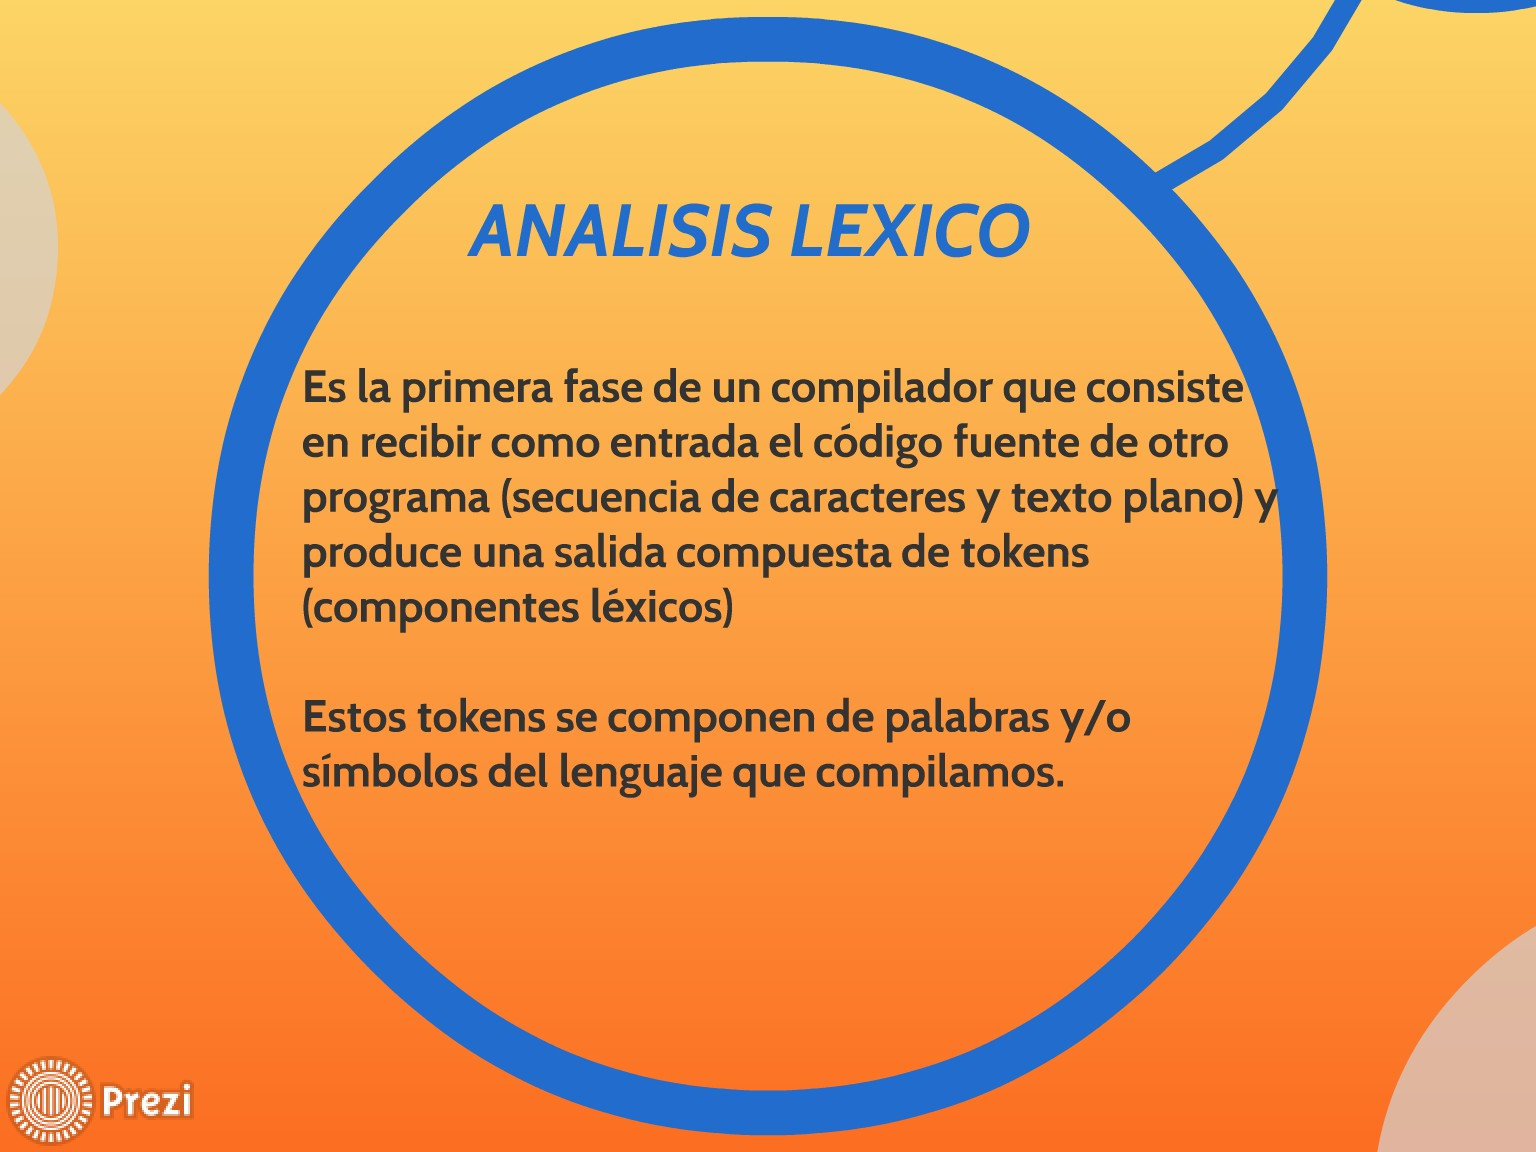 ANALISIS LEXICO
Es la primera fase de un compilador que consiste
en recibir como entrada el código fuente de otro
programa (secuencia de caracteres y texto plano) y
produce una salida compuesta de tokens
(componentes léxicos)
Estos tokens se componen de palabras y/o
símbolos del lenguaje que compilamos.
Prezi